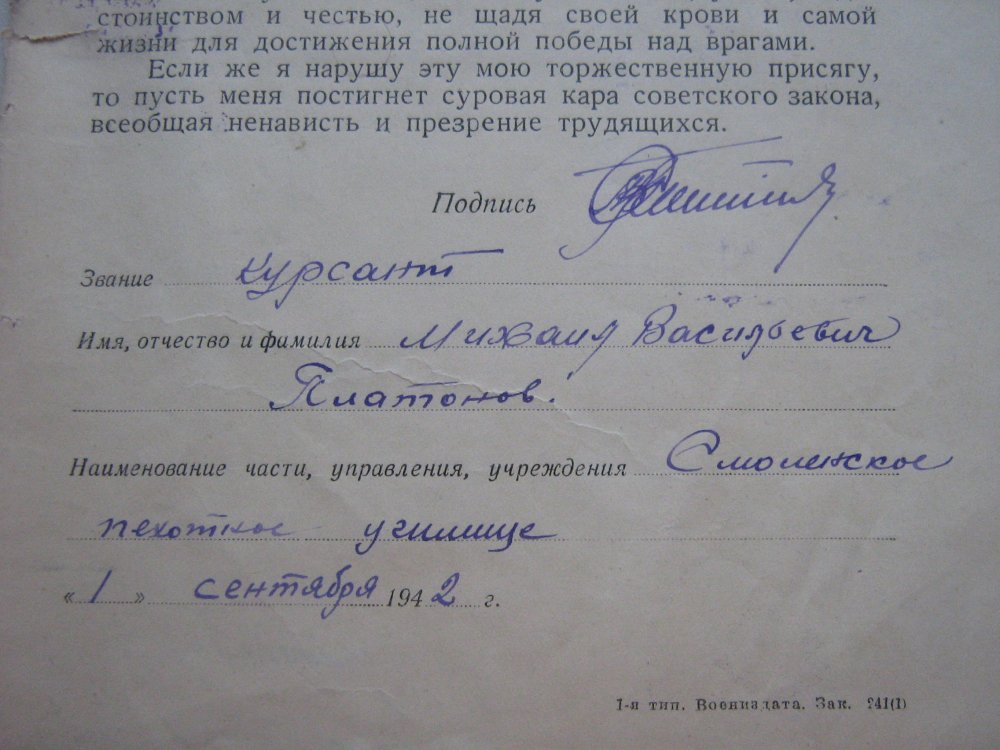 стоинством и честью, не щадя своей крови и самой
жизни для достижения полной победы над врагами.
Если же я нарушу эту мою торжественную присягу,
то пусть меня постигнет суровая кара советского закона,
всеобщая ненависть и презрение трудящихся.
Подпись
Звание курсант
Имя, отчество и фамилия Михаил Васильевич
Платонов.
Наименование части, управления, учреждения Смоленское
пехотное училище
« 1 » сентября 1942 г.
1-я тип. Воениздата. Зак. 241(1)